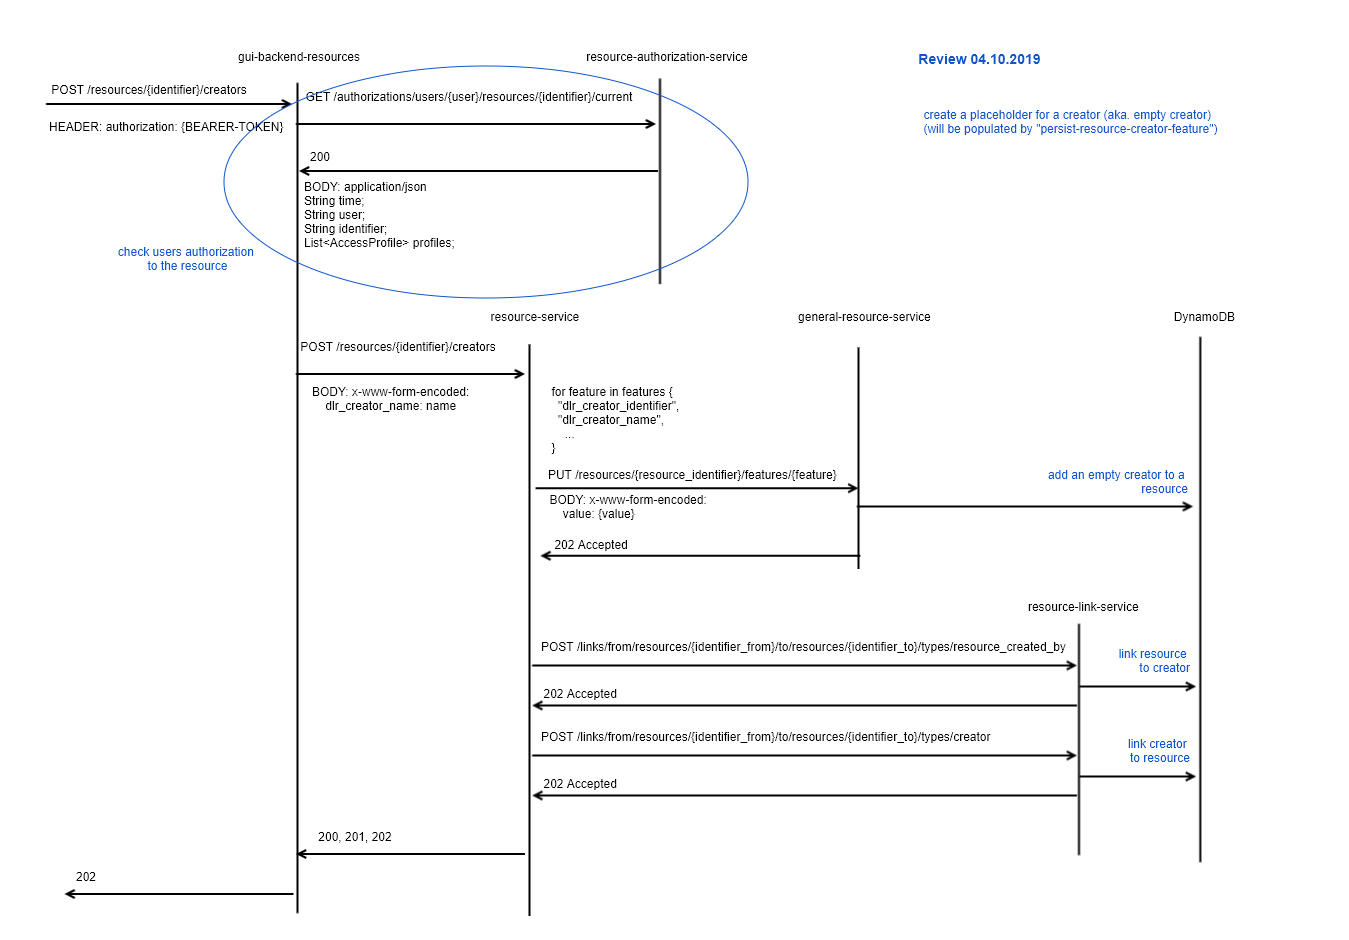 gui-backend-resources
resource-authorization-service
Review 04.10.2019
POST /resources/{identifier}/creators
GET /authorizations/users/{user}/resources/{identifier}/current
HEADER: authorization: {BEARER-TOKEN}
create a placeholder for a creator (aka. empty creator)
(will be populated by "persist-resource-creator-feature")
200
BODY: application/json
String time;
String user;
String identifier;
List<AccessProfile> profiles;
check users authorization
to the resource
resource-service
general-resource-service
DynamoDB
POST /resources/{identifier}/creators
BODY: x-www-form-encoded:
dlr_creator_name: name
for feature in features {
"dlr_creator_identifier",
"dlr_creator_name",
...
}
PUT /resources/{resource_identifier}/features/{feature}
BODY: x-www-form-encoded:
value: {value}
add an empty creator to a
resource
202 Accepted
resource-link-service
POST /links/from/resources/{identifier_from}/to/resources/{identifier_to}/types/resource_created_by
link resource
to creator
202 Accepted
POST /links/from/resources/{identifier_from}/to/resources/{identifier_to}/types/creator
link creator
to resource
202 Accepted
200, 201, 202
202